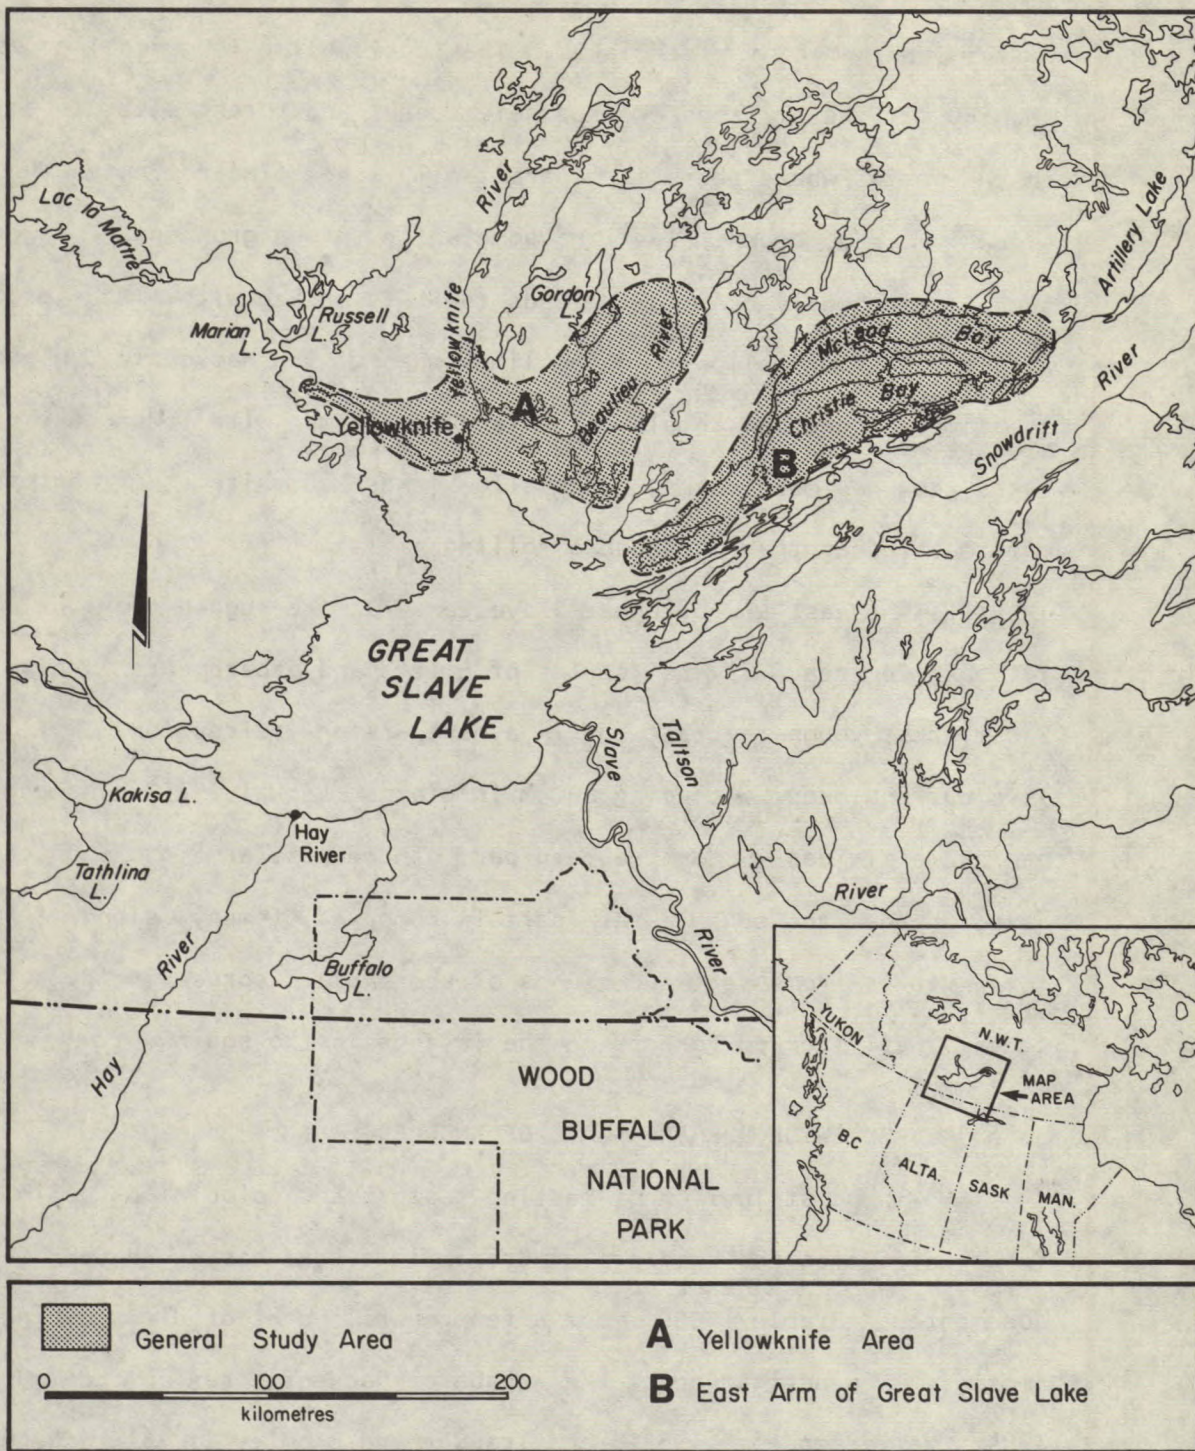 Lac la
Martre
Marian
L.
Russell
L.
River
Yellowknife
Gordon
L.
Yellowknife
A
Beaulieu
River
McLeod
Bay
Christie
Bay
B
Artillery Lake
Snowdrift
River
GREAT
SLAVE
LAKE
Slave
River
Taltson
River
Kakisa L.
Tathlina
L.
Hay
River
Hay
River
Buffalo
L.
WOOD
BUFFALO
NATIONAL
PARK
YUKON
N.W.T.
MAP
AREA
B.C
ALTA.
SASK
MAN.
General Study Area
0 100 200
kilometres
A Yellowknife Area
B East Arm of Great Slave Lake